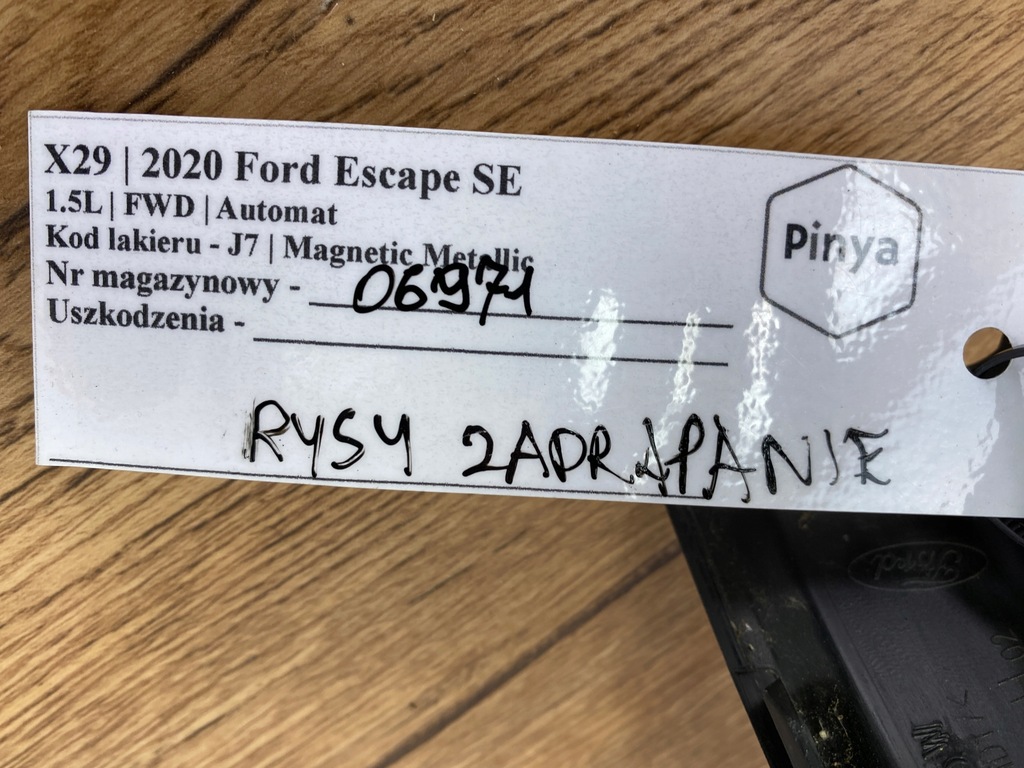 X29 | 2020 Ford Escape SE
1.5L | FWD | Automat
Kod lakieru - J7 | Magnetic Metallic
Nr magazynowy - 06971
Uszkodzenia -
RYSY ZADRAPANIE
Pinya
Ford